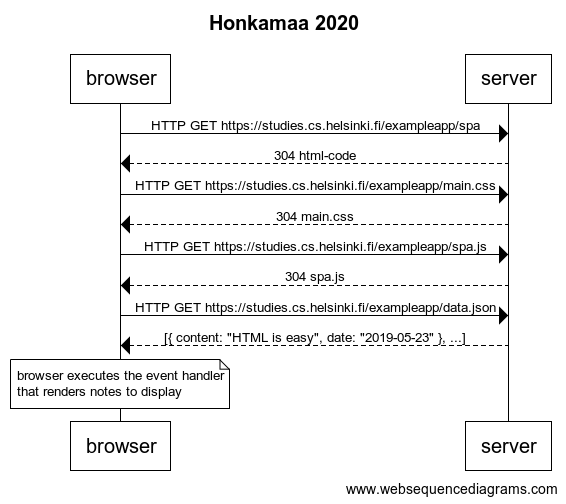 Honkamaa 2020
browser
server
HTTP GET https://studies.cs.helsinki.fi/exampleapp/spa
304 html-code
HTTP GET https://studies.cs.helsinki.fi/exampleapp/main.css
304 main.css
HTTP GET https://studies.cs.helsinki.fi/exampleapp/spa.js
304 spa.js
HTTP GET https://studies.cs.helsinki.fi/exampleapp/data.json
[{ content: "HTML is easy", date: "2019-05-23" }, ...]
browser executes the event handler
that renders notes to display
browser
server
www.websequencediagrams.com